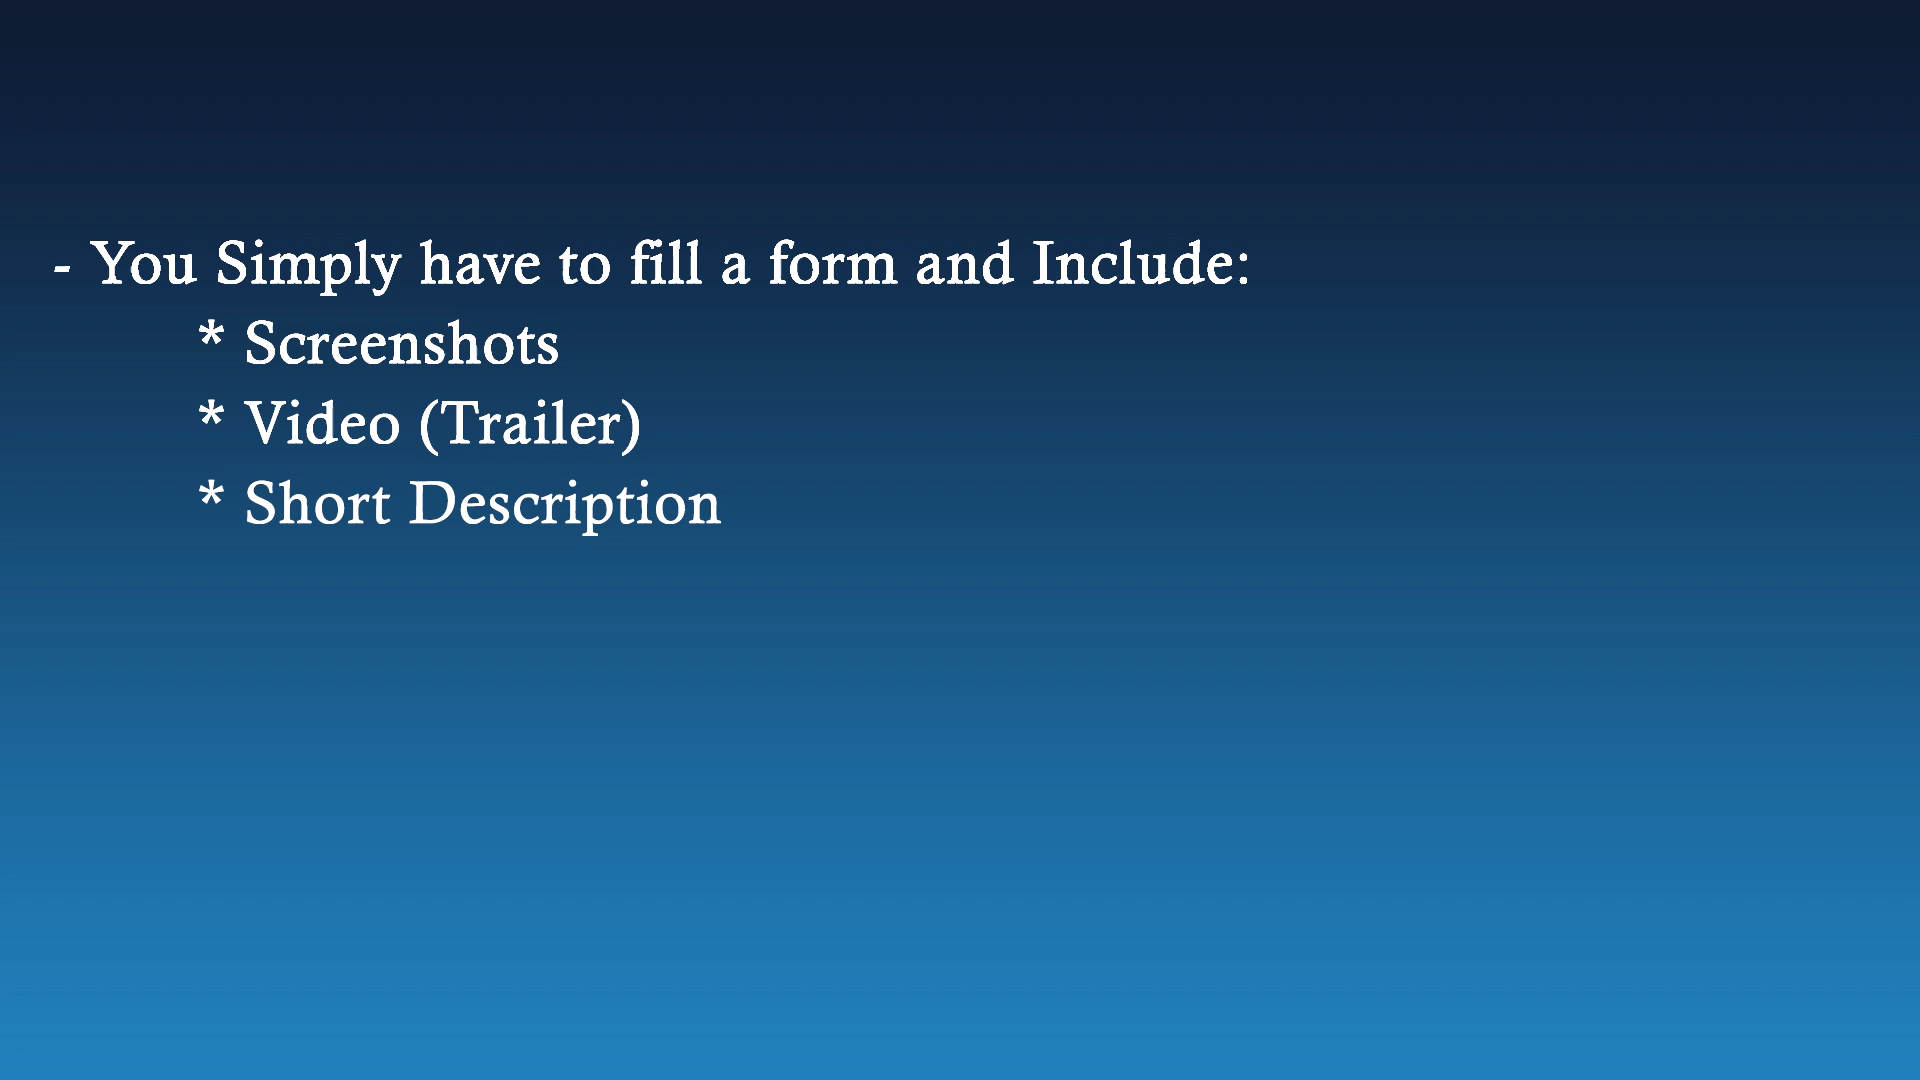 - You Simply have to fill a form and Include:
* Screenshots
* Video (Trailer)
* Short Description